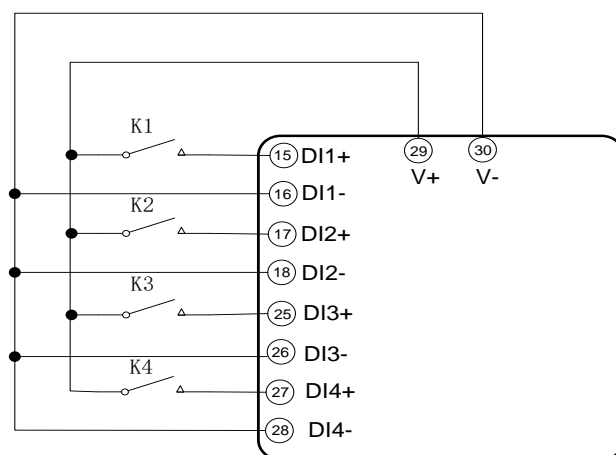 K1
15 DI1+
29 30
V+ V-
16 DI1-
K2
17 DI2+
18 DI2-
K3
25 DI3+
26 DI3-
K4
27 DI4+
28 DI4-